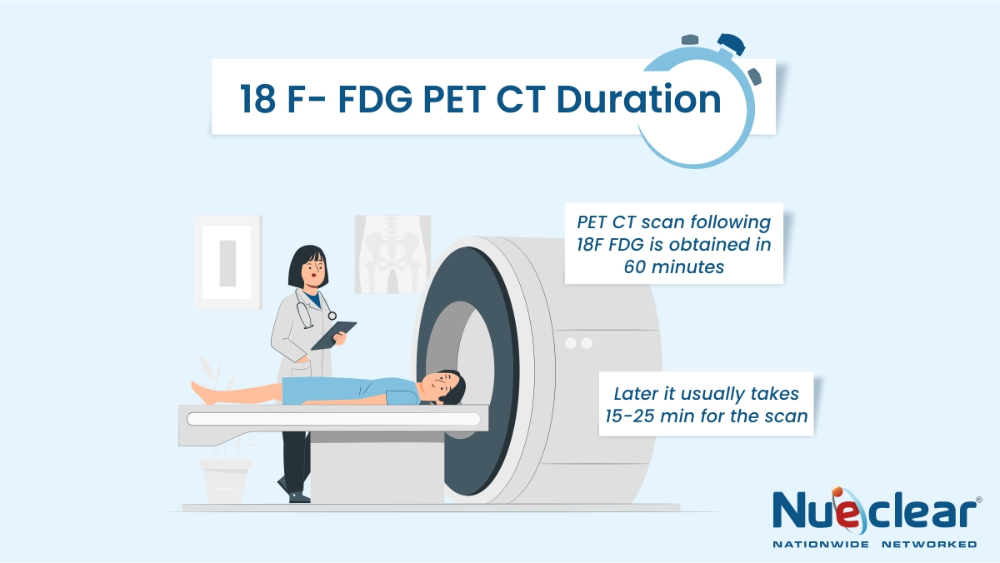 18 F- FDG PET CT Duration
PET CT scan following
18F FDG is obtained in
60 minutes
Later it usually takes
15-25 min for the scan
Nueclear®
NATIONWIDE NETWORKED